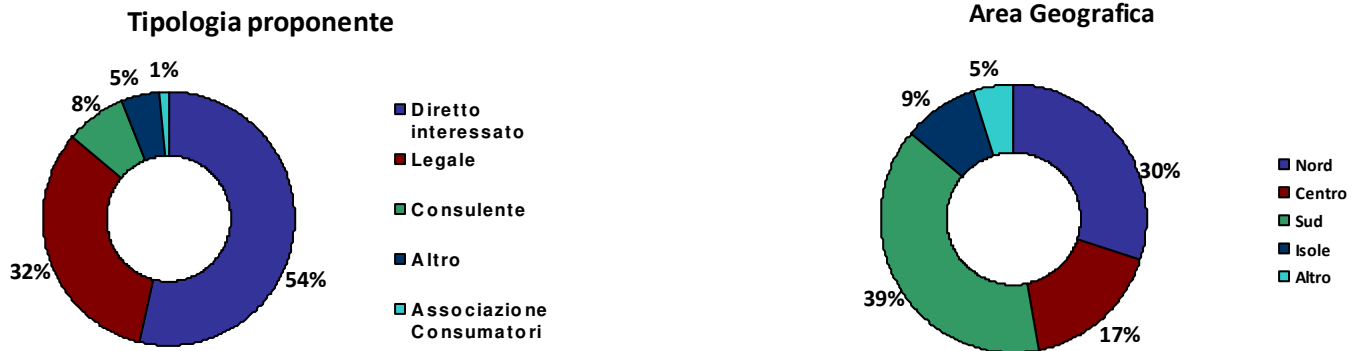 Tipologia proponente
5%
1%
8%
32%
54%
Diretto
interessato
Legale
Consulente
Altro
Associazione
Consumatori
Area Geografica
5%
9%
30%
39%
17%
Nord
Centro
Sud
Isole
Altro